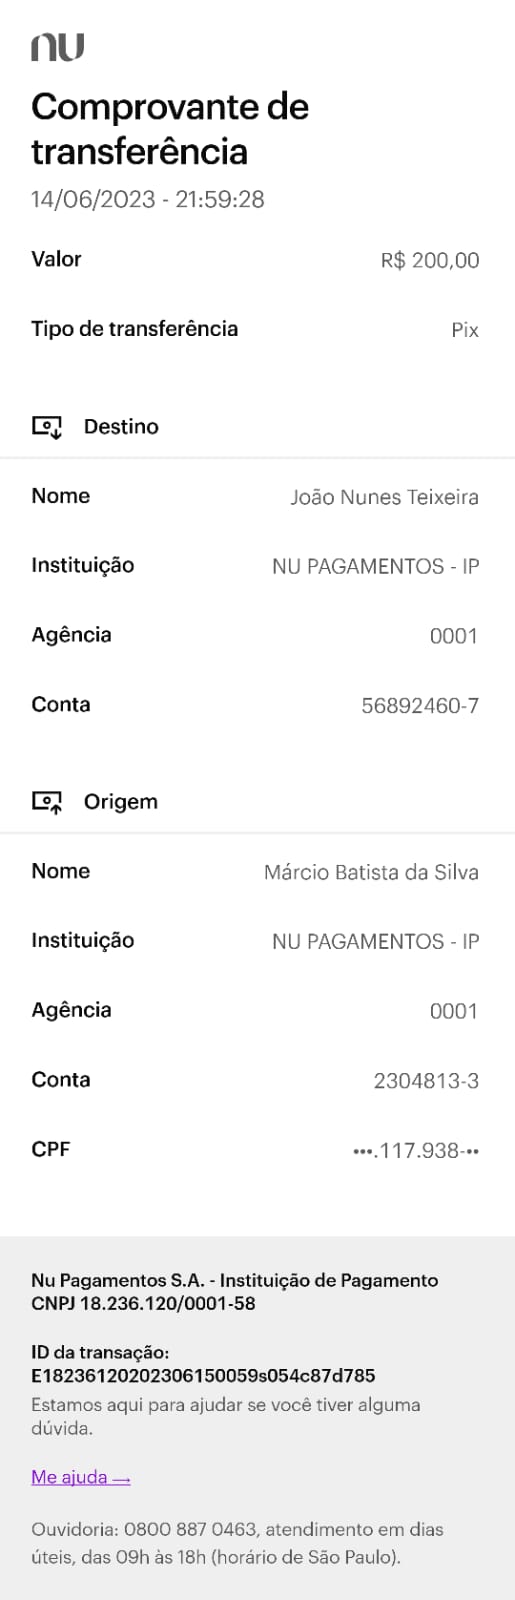 nu
Comprovante de
transferência
14/06/2023 - 21:59:28
Valor R$ 200,00
Tipo de transferência Pix
Destino
Nome João Nunes Teixeira
Instituição NU PAGAMENTOS - IP
Agência 0001
Conta 56892460-7
Origem
Nome Márcio Batista da Silva
Instituição NU PAGAMENTOS - IP
Agência 0001
Conta 2304813-3
CPF •••.117.938-••
Nu Pagamentos S.A. - Instituição de Pagamento
CNPJ 18.236.120/0001-58
ID da transação:
E18236120202306150059s054c87d785
Estamos aqui para ajudar se você tiver alguma
dúvida.
Me ajuda →
Ouvidoria: 0800 887 0463, atendimento em dias
úteis, das 09h às 18h (horário de São Paulo).